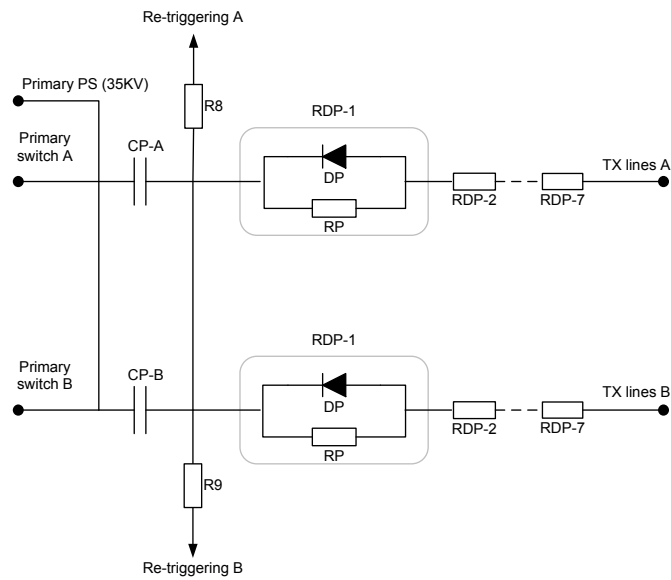 Re-triggering A
Primary PS (35KV)
R8
RDP-1
Primary
switch A
CP-A
DP
TX lines A
RDP-2
RDP-7
RP
RDP-1
Primary
switch B
CP-B
DP
TX lines B
RDP-2
RDP-7
RP
R9
Re-triggering B